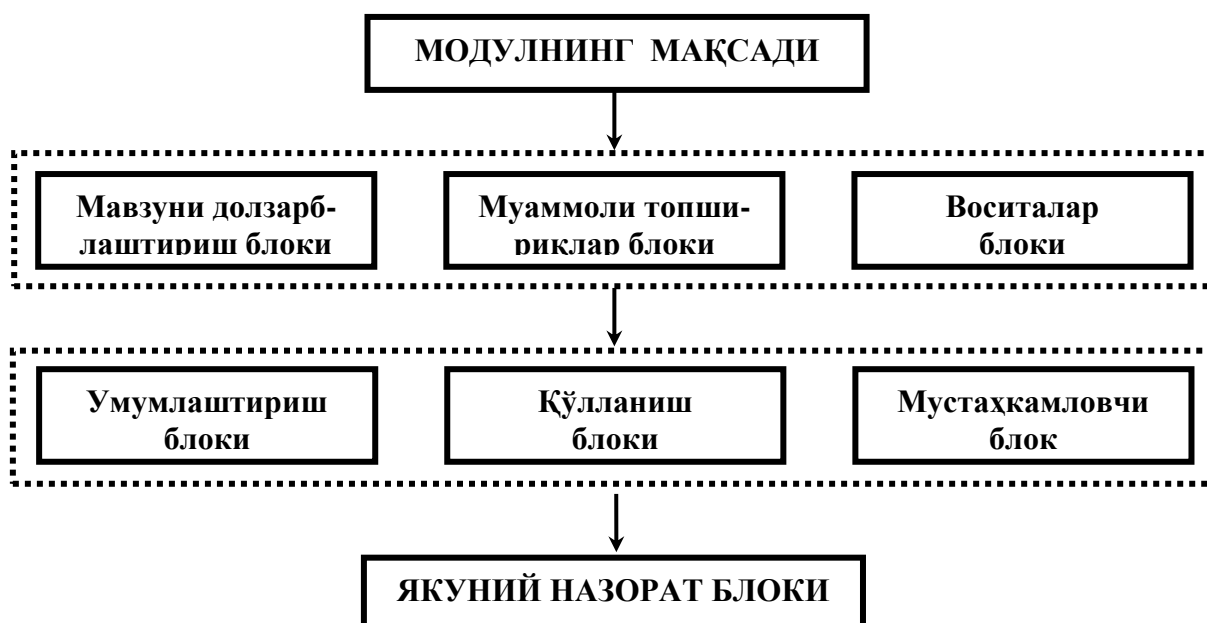 МОДУЛНИНГ МАҚСАДИ
Мавзуни долзарб-
лаштириш блоки
Муаммоли топши-
риқлар блоки
Воситалар
блоки
Умумлаштириш
блоки
Қўлланиш
блоки
Мустаҳкамловчи
блок
ЯКУНИЙ НАЗОРАТ БЛОКИ